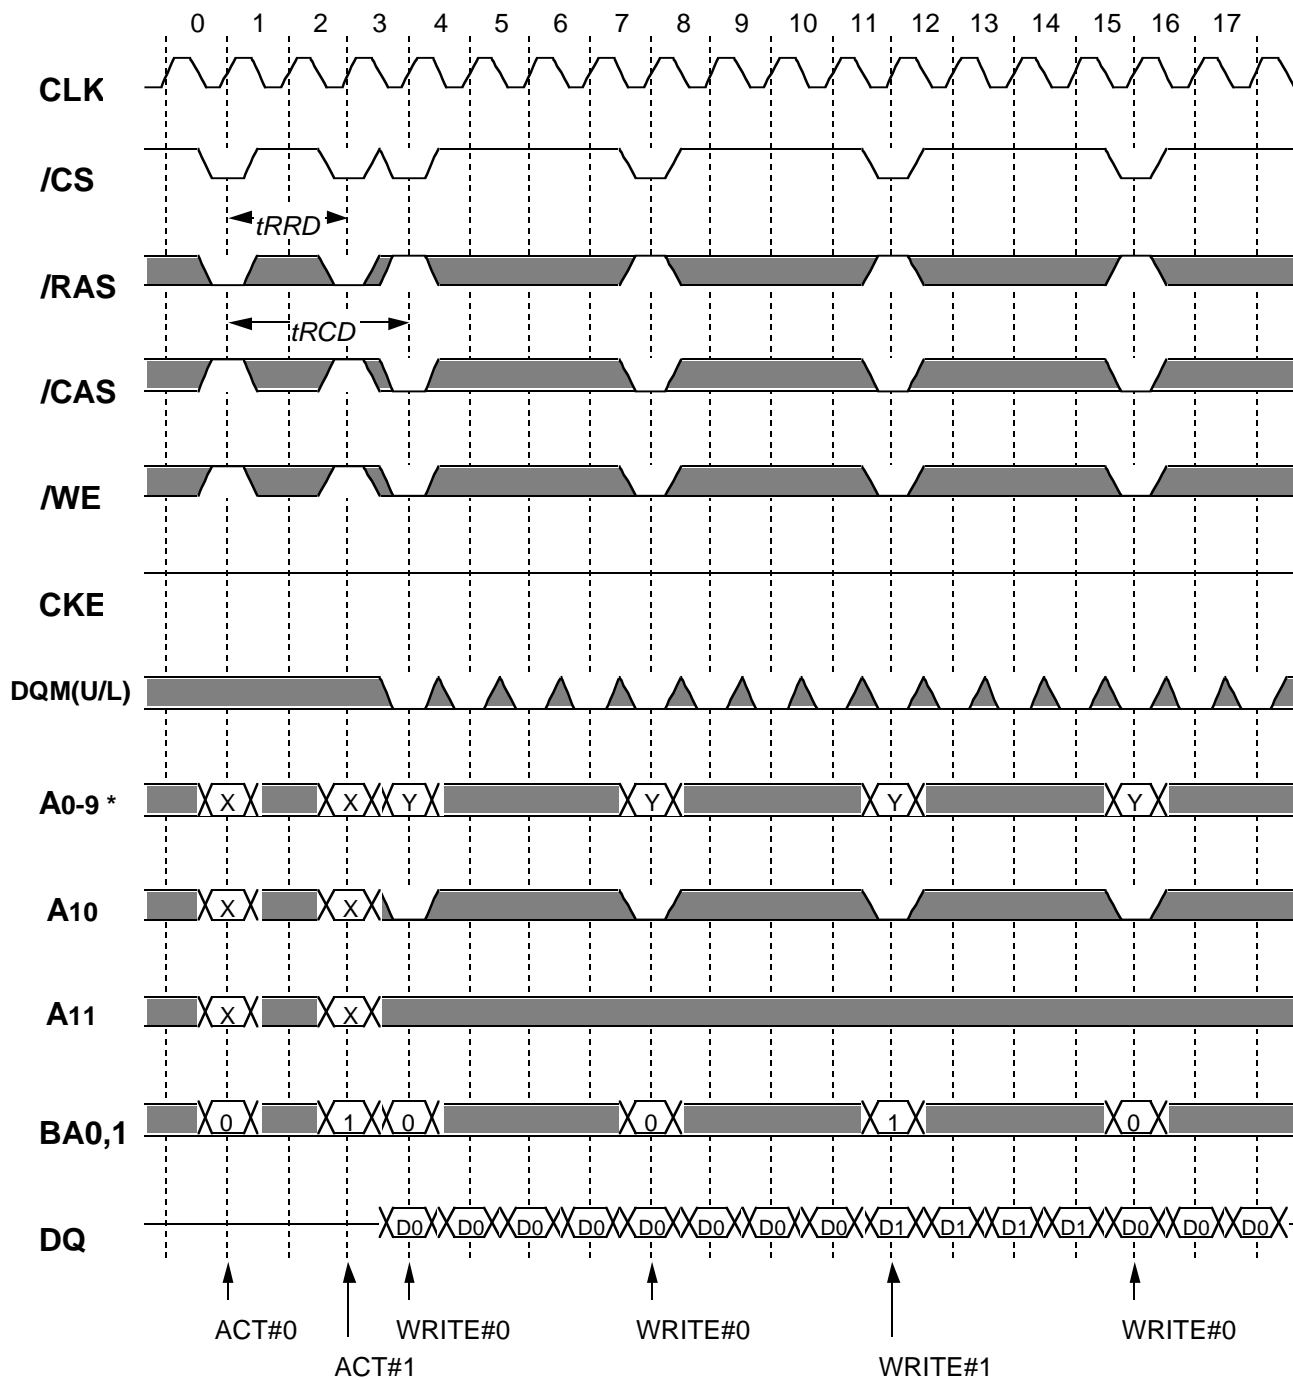 0 1 2 3 4 5 6 7 8 9 10 11 12 13 14 15 16 17
CLK
/CS
tRRD
/RAS
tRCD
/CAS
/WE
CKE
DQM(U/L)
A0-9 * X X Y Y Y Y
A10 X X
A11 X X
BA0,1 0 1 0 0 1 0
DQ D0 D0 D0 D0 D0 D0 D0 D0 D1 D1 D1 D1 D0 D0 D0
ACT#0 WRITE#0 WRITE#0 WRITE#0
ACT#1 WRITE#1